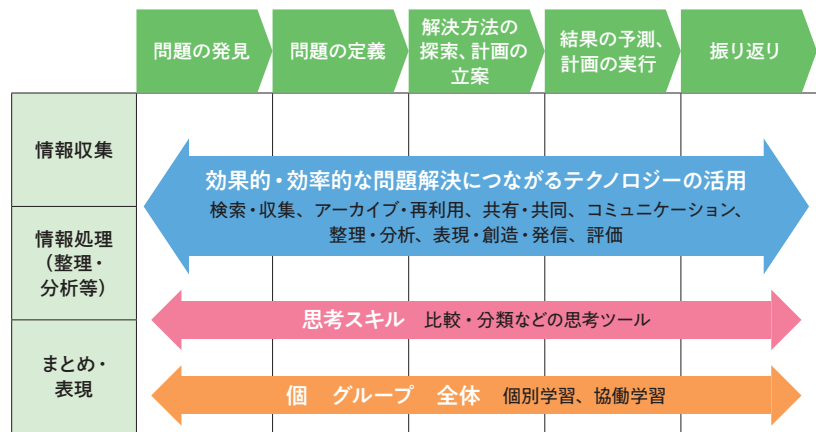 問題の発見
問題の定義
解決方法の
探索、計画の
立案
結果の予測、
計画の実行
振り返り
情報収集
情報処理
（整理・
分析等）
まとめ・
表現
効果的・効率的な問題解決につながるテクノロジーの活用
検索・収集、アーカイブ・再利用、共有・共同、コミュニケーション、
整理・分析、表現・創造・発信、評価
思考スキル 比較・分類などの思考ツール
個 グループ 全体 個別学習、協働学習